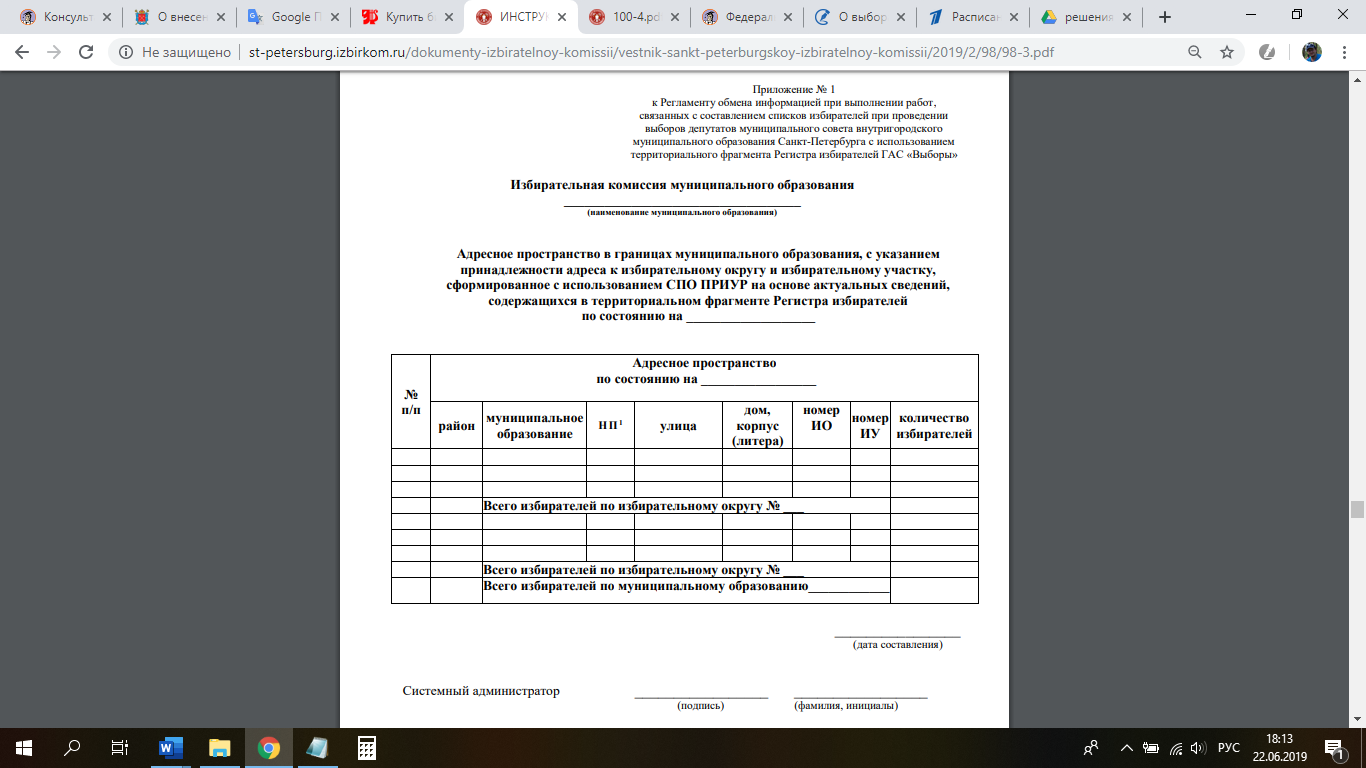 Консульт
О внесен
Google П
Купить б
ИНСТРУК
100-4.pd
Федерал
О выбор
Расписан
решения
Не защищено | st-petersburg.izbirkom.ru/dokumenty-izbiratelnoy-komissii/vestnik-sankt-peterburgskoy-izbiratelnoy-komissii/2019/2/98/98-3.pdf
Приложение № 1
к Регламенту обмена информацией при выполнении работ,
связанных с составлением списков избирателей при проведении
выборов депутатов муниципального совета внутригородского
муниципального образования Санкт-Петербурга с использованием
территориального фрагмента Регистра избирателей ГАС «Выборы»
Избирательная комиссия муниципального образования
(наименование муниципального образования)
Адресное пространство в границах муниципального образования, с указанием
принадлежности адреса к избирательному округу и избирательному участку,
сформированное с использованием СПО ПРИУР на основе актуальных сведений,
содержащихся в территориальном фрагменте Регистра избирателей
по состоянию на ___________________
№
п/п
Адресное пространство
по состоянию на _________________
район
муниципальное
образование
НП¹
улица
дом,
корпус
(литера)
номер
ИО
номер
ИУ
количество
избирателей
Всего избирателей по избирательному округу № ___
Всего избирателей по избирательному округу № ___
Всего избирателей по муниципальному образованию____________
(дата составления)
Системный администратор
(подпись)
(фамилия, инициалы)
РУС
18:13
22.06.2019
1